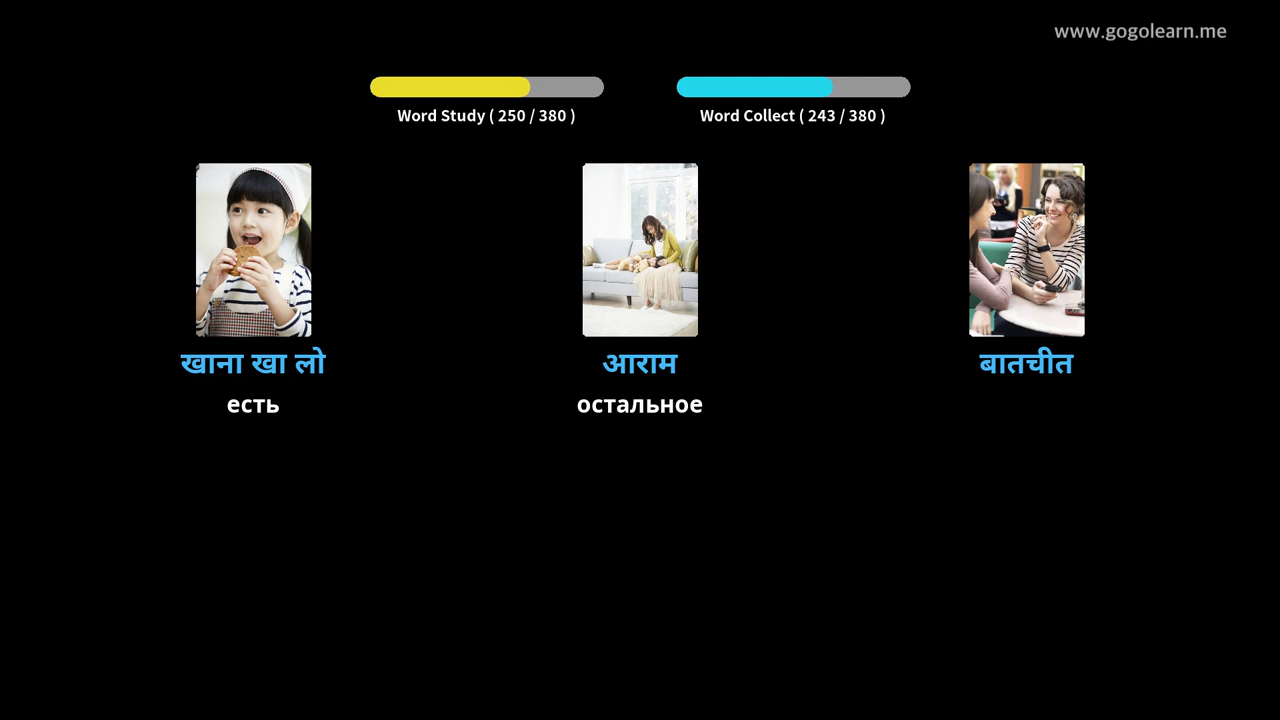 www.gogolearn.me
Word Study ( 250 / 380 )
Word Collect ( 243 / 380 )
खाना खा लो
आराम
बातचीत
есть
остальное